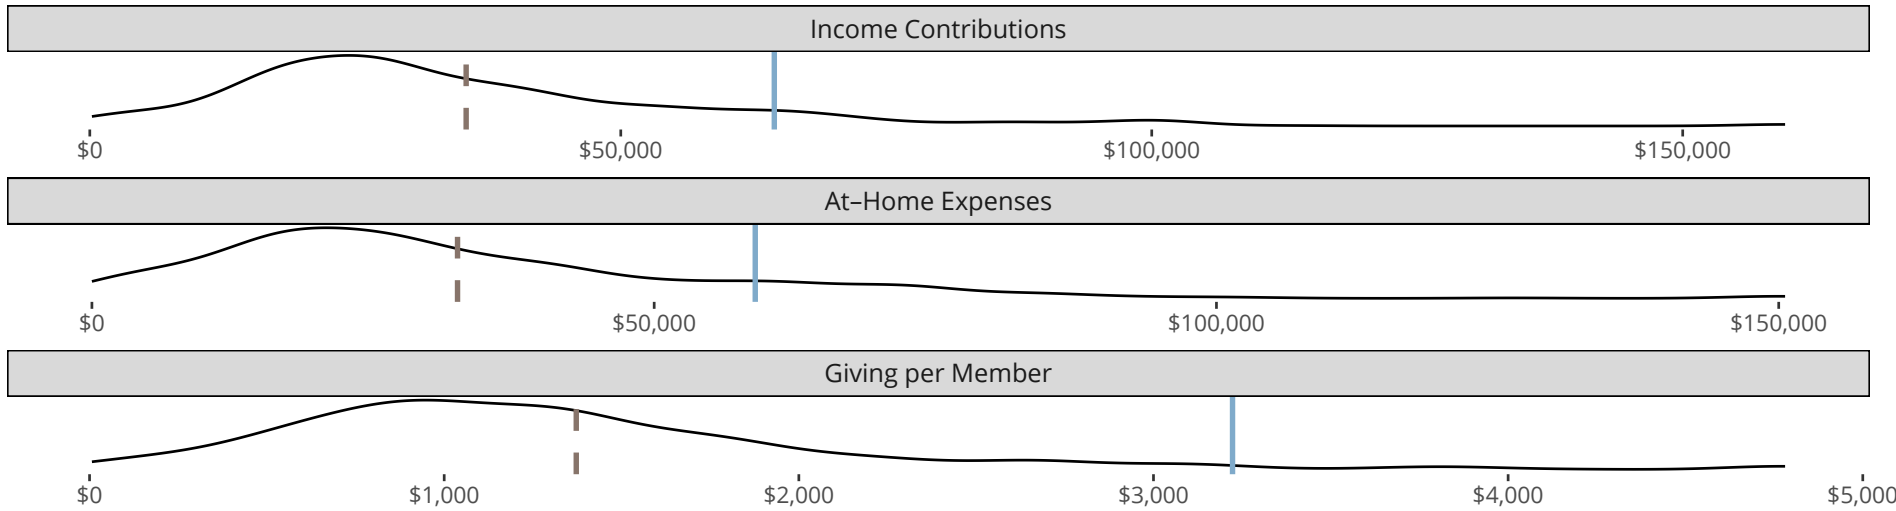 Income Contributions
$0 $50,000 $100,000 $150,000
At–Home Expenses
$0 $50,000 $100,000 $150,000
Giving per Member
$0 $1,000 $2,000 $3,000 $4,000 $5,000